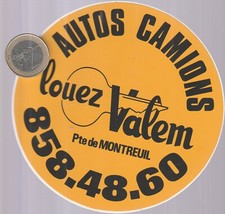 AUTOS CAMIONS
louez Valem
Pte de MONTREUIL
858.48.60